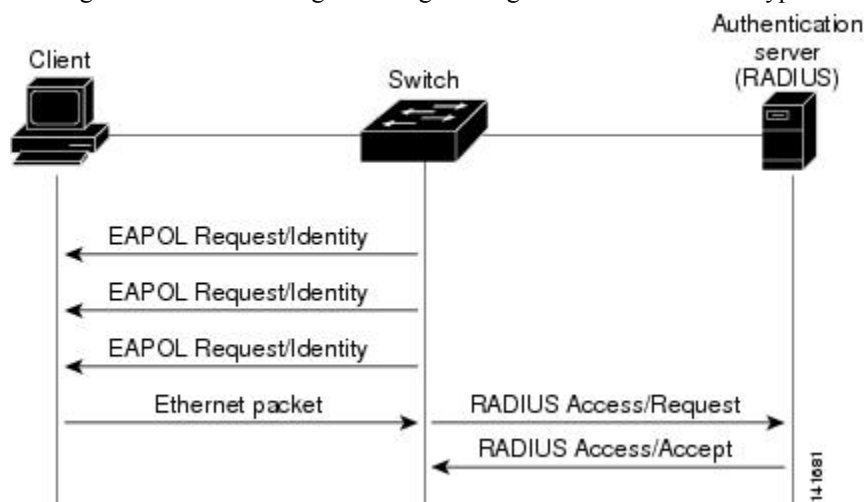 Authentication
server
(RADIUS)
Client
Switch
EAPOL Request/Identity
EAPOL Request/Identity
EAPOL Request/Identity
Ethernet packet
RADIUS Access/Request
RADIUS Access/Accept
141681